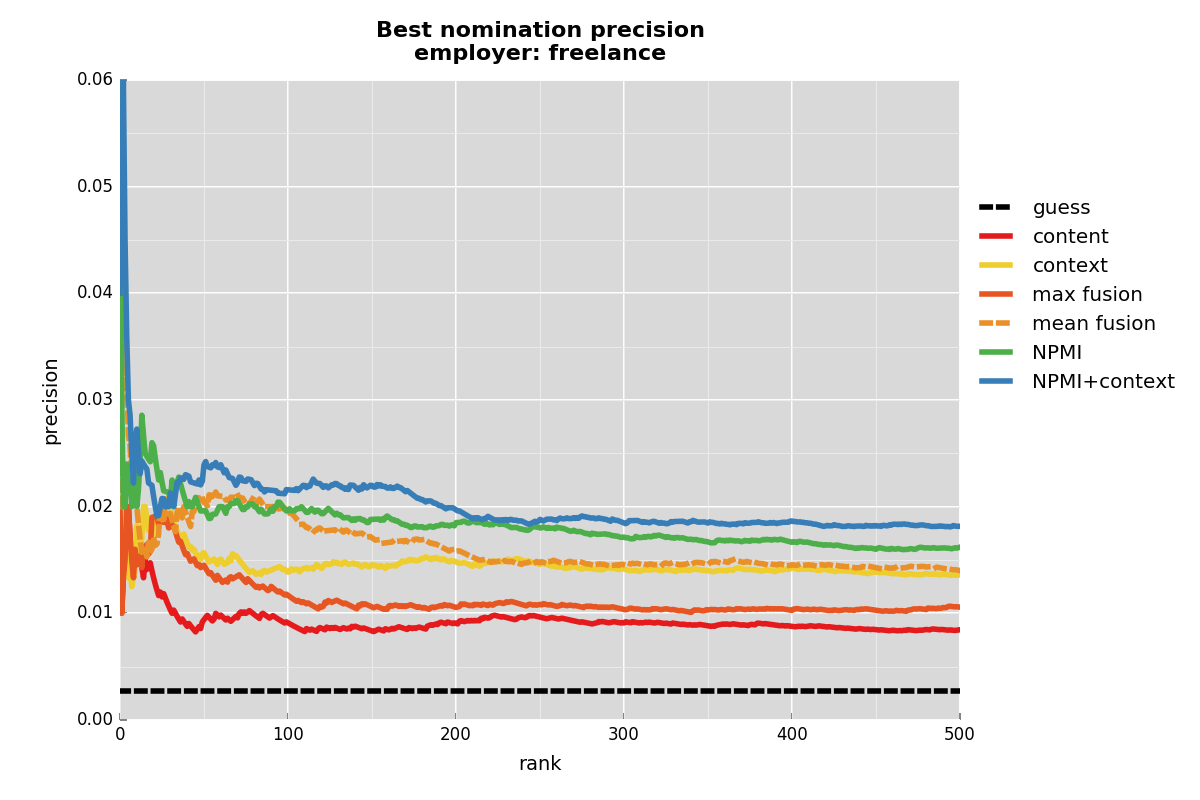 Best nomination precision
employer: freelance
precision
0.06
0.05
0.04
0.03
0.02
0.01
0.00
0
100
200
300
400
500
rank
guess
content
context
max fusion
mean fusion
NPMI
NPMI+context